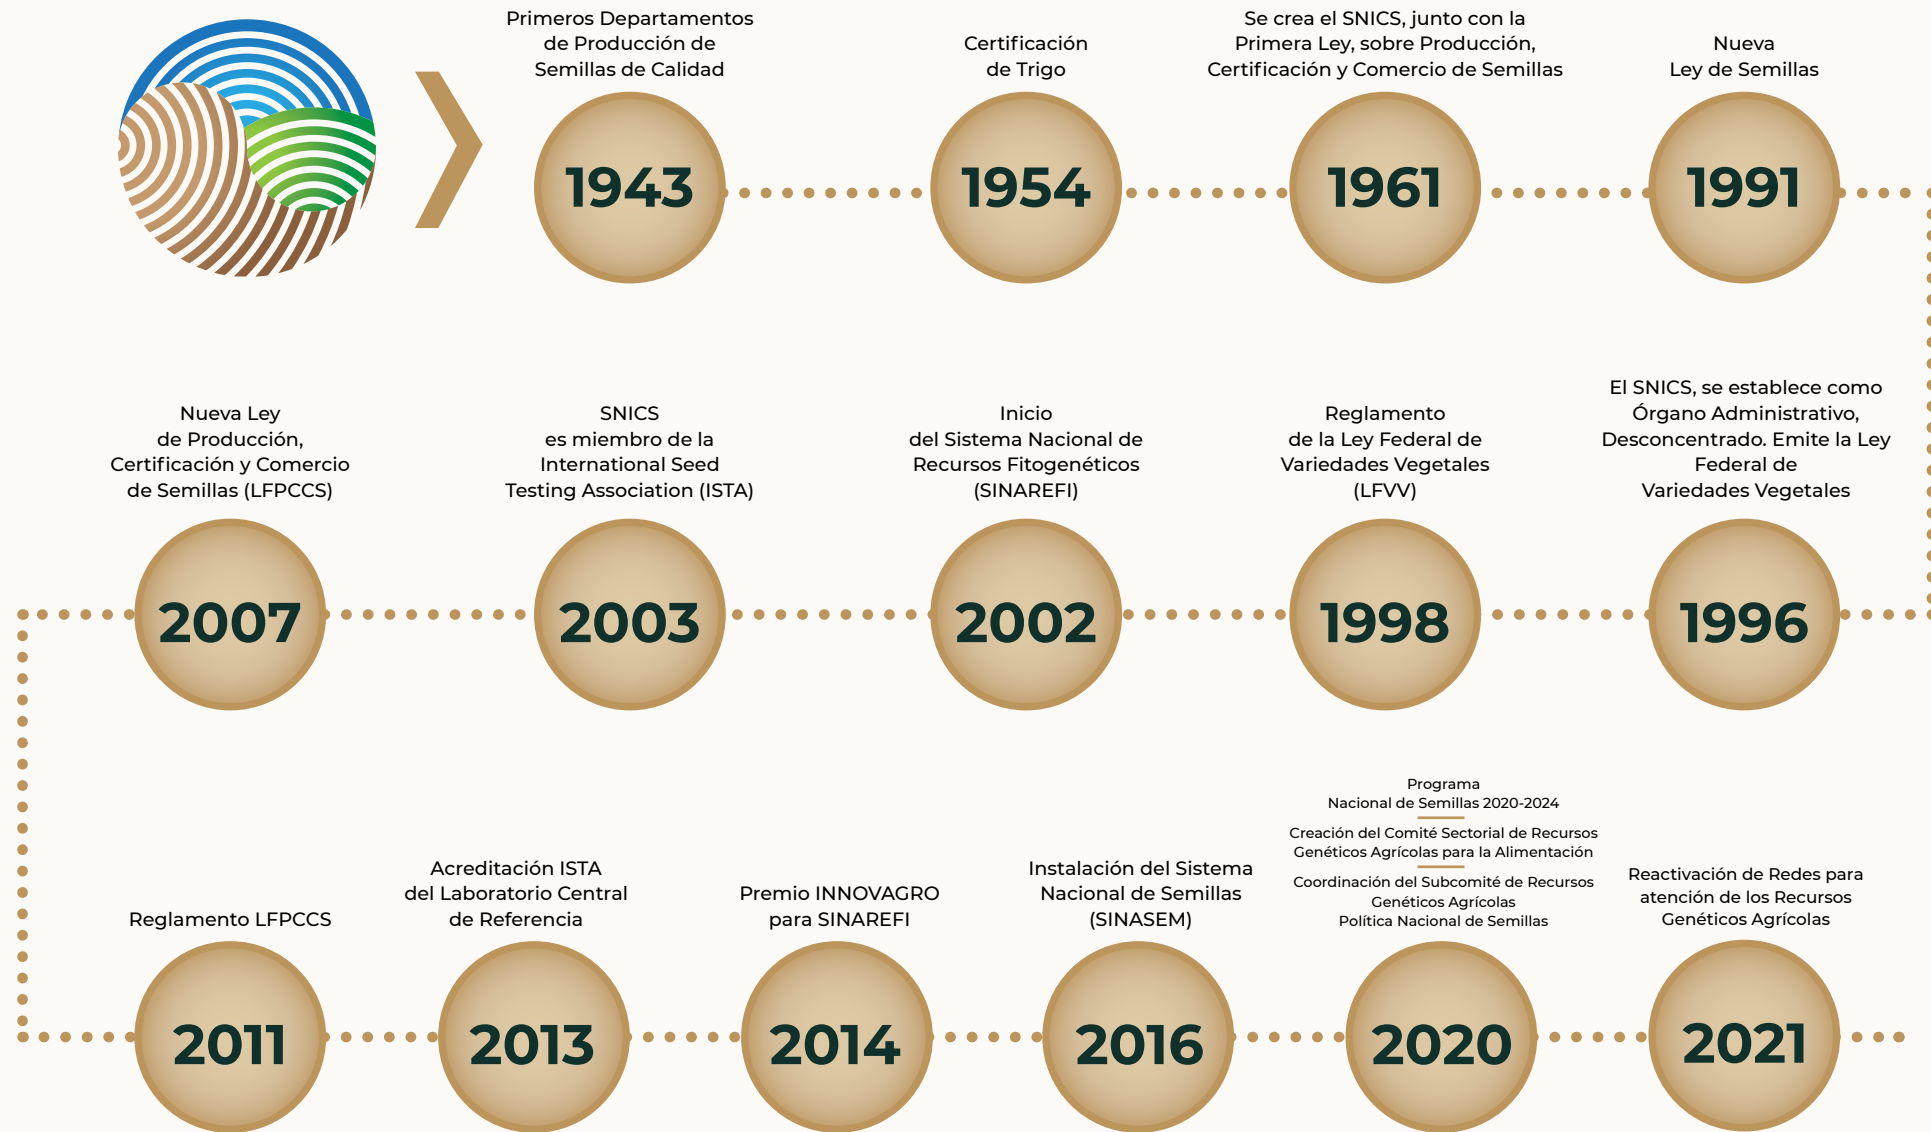 Primeros Departamentos
de Producción de
Semillas de Calidad
1943
Certificación
de Trigo
1954
Se crea el SNICS, junto con la
Primera Ley, sobre Producción,
Certificación y Comercio de Semillas
1961
Nueva
Ley de Semillas
1991
El SNICS, se establece como
Órgano Administrativo,
Desconcentrado. Emite la Ley
Federal de
Variedades Vegetales
1996
Reglamento
de la Ley Federal de
Variedades Vegetales
(LFVV)
1998
Inicio
del Sistema Nacional de
Recursos Fitogenéticos
(SINAREFI)
2002
SNICS
es miembro de la
International Seed
Testing Association (ISTA)
2003
Nueva Ley
de Producción,
Certificación y Comercio
de Semillas (LFPCCS)
2007
Reglamento LFPCCS
2011
Acreditación ISTA
del Laboratorio Central
de Referencia
2013
Premio INNOVAGRO
para SINAREFI
2014
Instalación del Sistema
Nacional de Semillas
(SINASEM)
2016
Programa
Nacional de Semillas 2020-2024
Creación del Comité Sectorial de Recursos
Genéticos Agrícolas para la Alimentación
Coordinación del Subcomité de Recursos
Genéticos Agrícolas
Política Nacional de Semillas
2020
Reactivación de Redes para
atención de los Recursos
Genéticos Agrícolas
2021